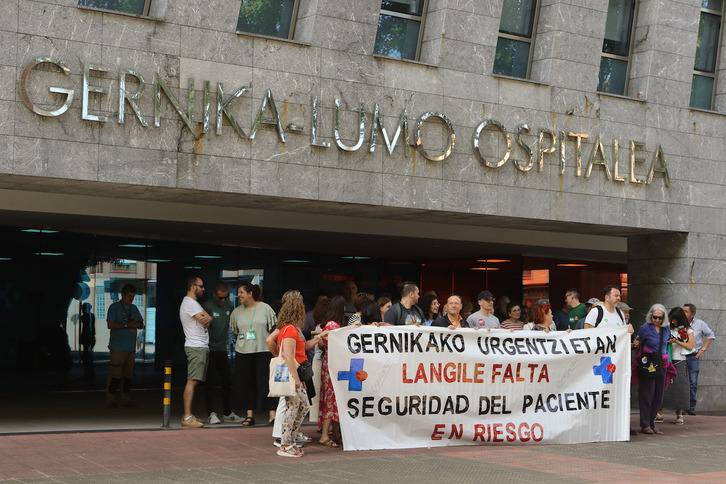 GERNIKA-LUMO OSPITALEA
GERNIKAKO URGENTZIETAN
LANGILE FALTA
SEGURIDAD DEL PACIENTE
EN RIESGO